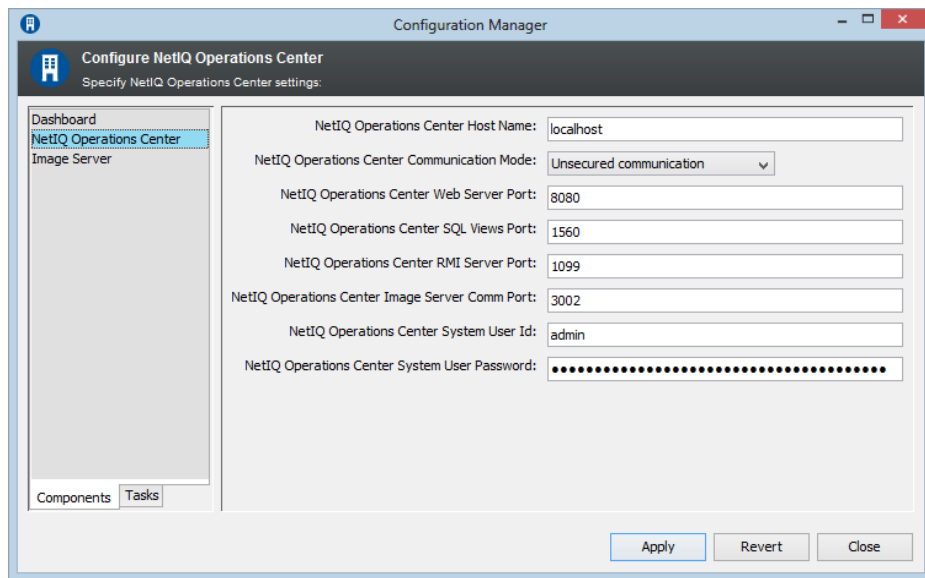 Configuration Manager
Configure NetIQ Operations Center
Specify NetIQ Operations Center settings:
Dashboard
NetIQ Operations Center
Image Server
NetIQ Operations Center Host Name: localhost
NetIQ Operations Center Communication Mode: Unsecured communication
NetIQ Operations Center Web Server Port: 8080
NetIQ Operations Center SQL Views Port: 1560
NetIQ Operations Center RMI Server Port: 1099
NetIQ Operations Center Image Server Comm Port: 3002
NetIQ Operations Center System User Id: admin
NetIQ Operations Center System User Password: ●●●●●●●●●●●●●●●●●●●●●●●●●●●●●●●●●●●●●●●
Components Tasks
Apply Revert Close